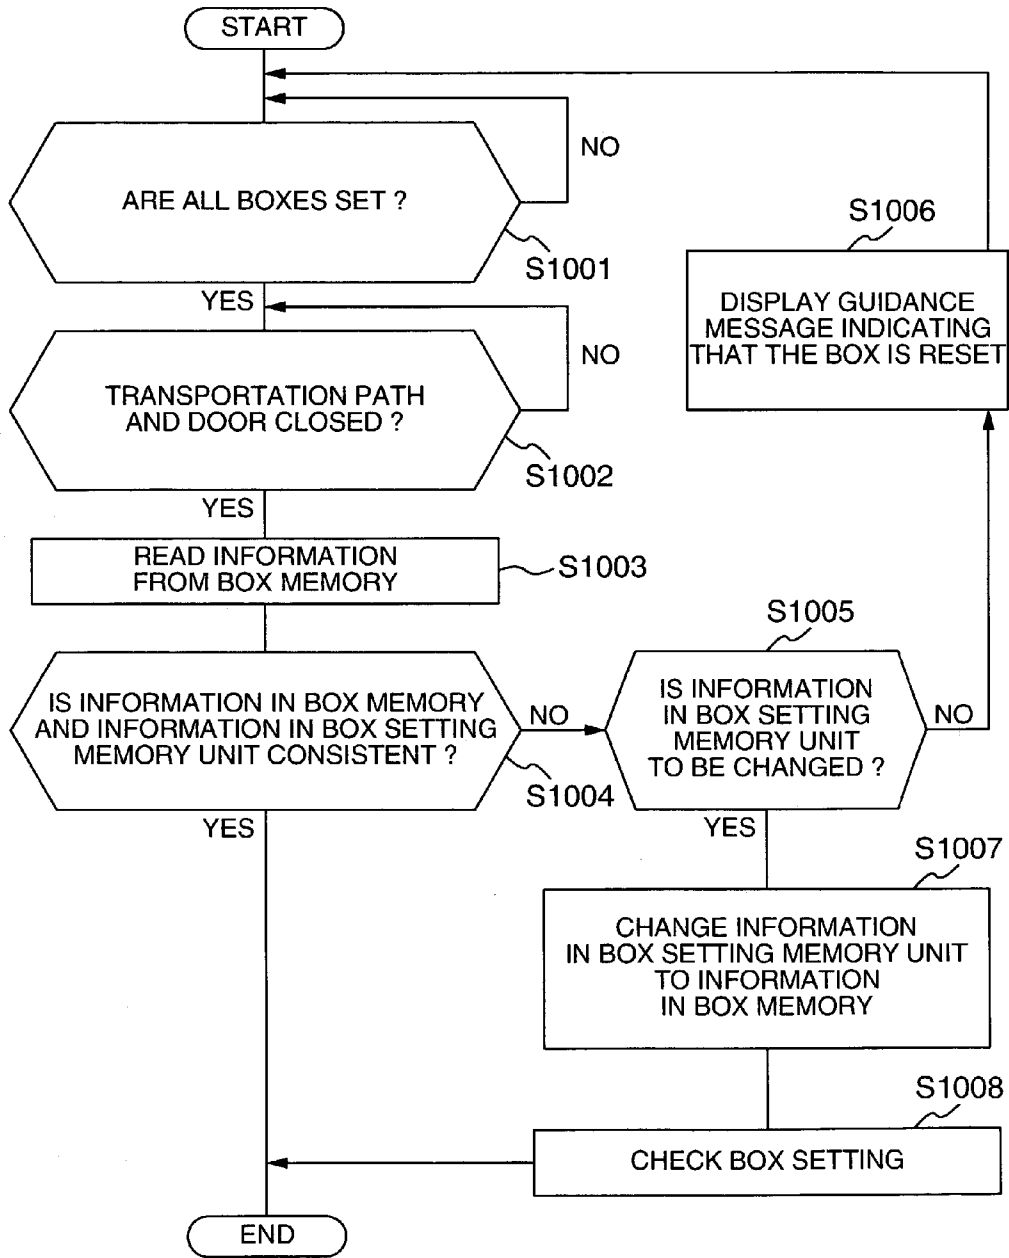 START
NO
ARE ALL BOXES SET ?
S1001
YES
NO
TRANSPORTATION PATH
AND DOOR CLOSED ?
S1002
YES
READ INFORMATION
FROM BOX MEMORY
S1003
IS INFORMATION IN BOX MEMORY
AND INFORMATION IN BOX SETTING
MEMORY UNIT CONSISTENT ?
NO
S1004
YES
S1005
IS INFORMATION
IN BOX SETTING
MEMORY UNIT
TO BE CHANGED ?
NO
YES
S1006
DISPLAY GUIDANCE
MESSAGE INDICATING
THAT THE BOX IS RESET
S1007
CHANGE INFORMATION
IN BOX SETTING MEMORY UNIT
TO INFORMATION
IN BOX MEMORY
S1008
CHECK BOX SETTING
END